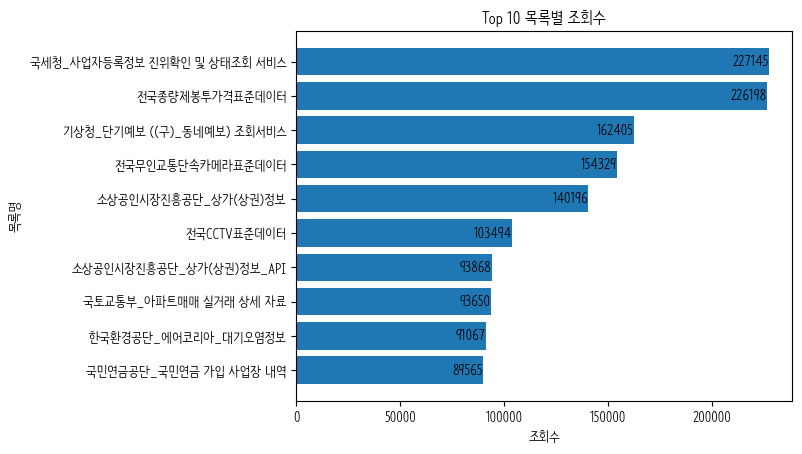 Top 10 목록별 조회수
국세청_사업자등록정보 진위확인 및 상태조회 서비스
227145
전국종량제봉투가격표준데이터
226198
기상청_단기예보 ((구)_동네예보) 조회서비스
162405
전국무인교통단속카메라표준데이터
154329
소상공인시장진흥공단_상가(상권)정보
140196
전국CCTV표준데이터
103494
소상공인시장진흥공단_상가(상권)정보_API
93868
국토교통부_아파트매매 실거래 상세 자료
93650
한국환경공단_에어코리아_대기오염정보
91067
국민연금공단_국민연금 가입 사업장 내역
89565
목록명
0 50000 100000 150000 200000
조회수